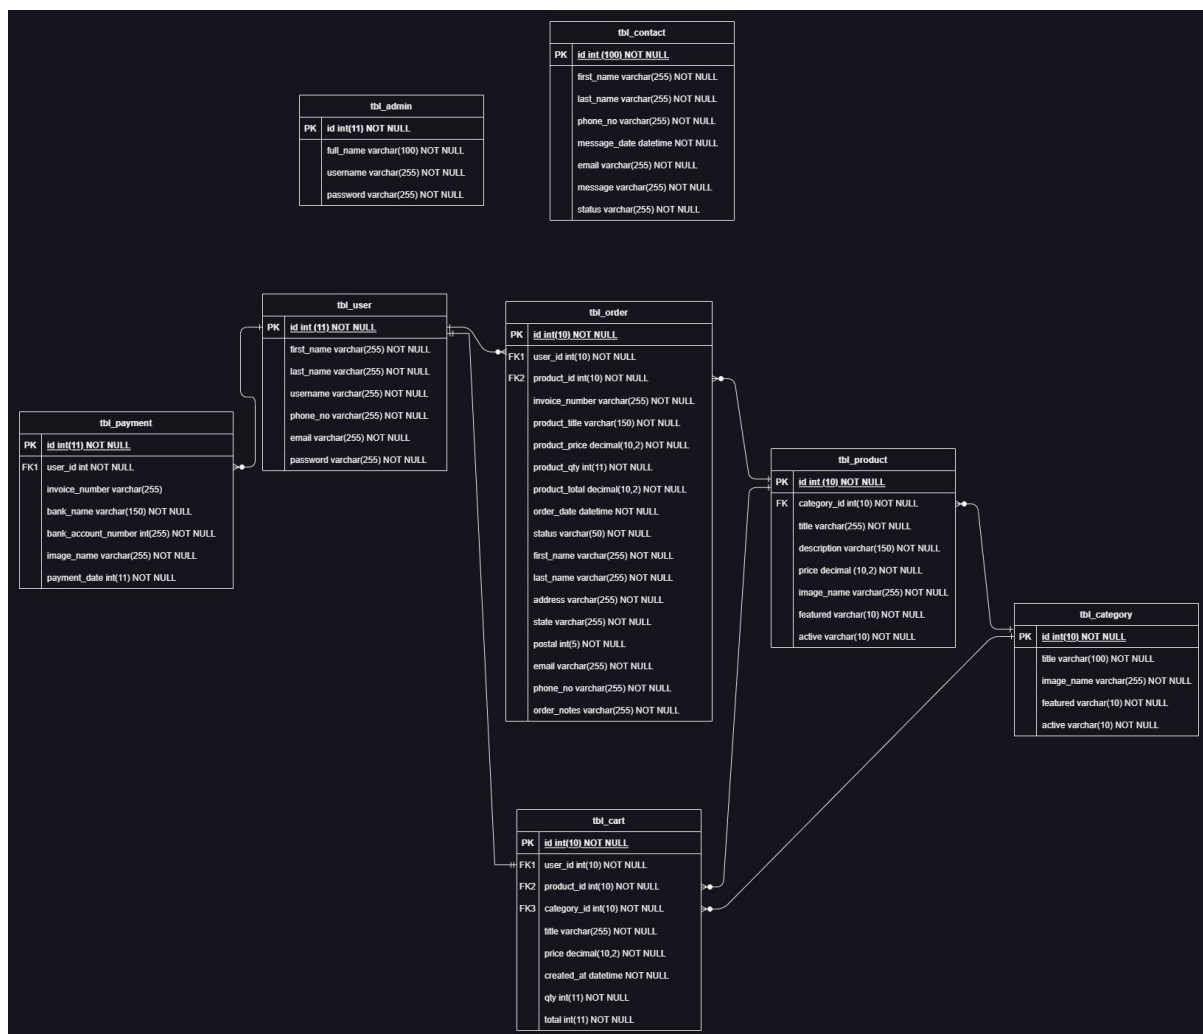 tbl_contact
PK id int (100) NOT NULL
first_name varchar(255) NOT NULL
last_name varchar(255) NOT NULL
phone_no varchar(255) NOT NULL
message_date datetime NOT NULL
email varchar(255) NOT NULL
message varchar(255) NOT NULL
status varchar(255) NOT NULL
tbl_admin
PK id int(11) NOT NULL
full_name varchar(100) NOT NULL
username varchar(255) NOT NULL
password varchar(255) NOT NULL
tbl_user
PK id int (11) NOT NULL
first_name varchar(255) NOT NULL
last_name varchar(255) NOT NULL
username varchar(255) NOT NULL
phone_no varchar(255) NOT NULL
email varchar(255) NOT NULL
password varchar(255) NOT NULL
tbl_order
PK id int(10) NOT NULL
FK1 user_id int(10) NOT NULL
FK2 product_id int(10) NOT NULL
invoice_number varchar(255) NOT NULL
product_title varchar(150) NOT NULL
product_price decimal(10,2) NOT NULL
product_qty int(11) NOT NULL
product_total decimal(10,2) NOT NULL
order_date datetime NOT NULL
status varchar(50) NOT NULL
first_name varchar(255) NOT NULL
last_name varchar(255) NOT NULL
address varchar(255) NOT NULL
state varchar(255) NOT NULL
postal int(5) NOT NULL
email varchar(255) NOT NULL
phone_no varchar(255) NOT NULL
order_notes varchar(255) NOT NULL
tbl_payment
PK id int(11) NOT NULL
FK1 user_id int NOT NULL
invoice_number varchar(255)
bank_name varchar(150) NOT NULL
bank_account_number int(255) NOT NULL
image_name varchar(255) NOT NULL
payment_date int(11) NOT NULL
tbl_product
PK id int (10) NOT NULL
FK category_id int(10) NOT NULL
title varchar(255) NOT NULL
description varchar(150) NOT NULL
price decimal (10,2) NOT NULL
image_name varchar(255) NOT NULL
featured varchar(10) NOT NULL
active varchar(10) NOT NULL
tbl_category
PK id int(10) NOT NULL
title varchar(100) NOT NULL
image_name varchar(255) NOT NULL
featured varchar(10) NOT NULL
active varchar(10) NOT NULL
tbl_cart
PK id int(10) NOT NULL
FK1 user_id int(10) NOT NULL
FK2 product_id int(10) NOT NULL
FK3 category_id int(10) NOT NULL
title varchar(255) NOT NULL
price decimal(10,2) NOT NULL
created_at datetime NOT NULL
qty int(11) NOT NULL
total int(11) NOT NULL